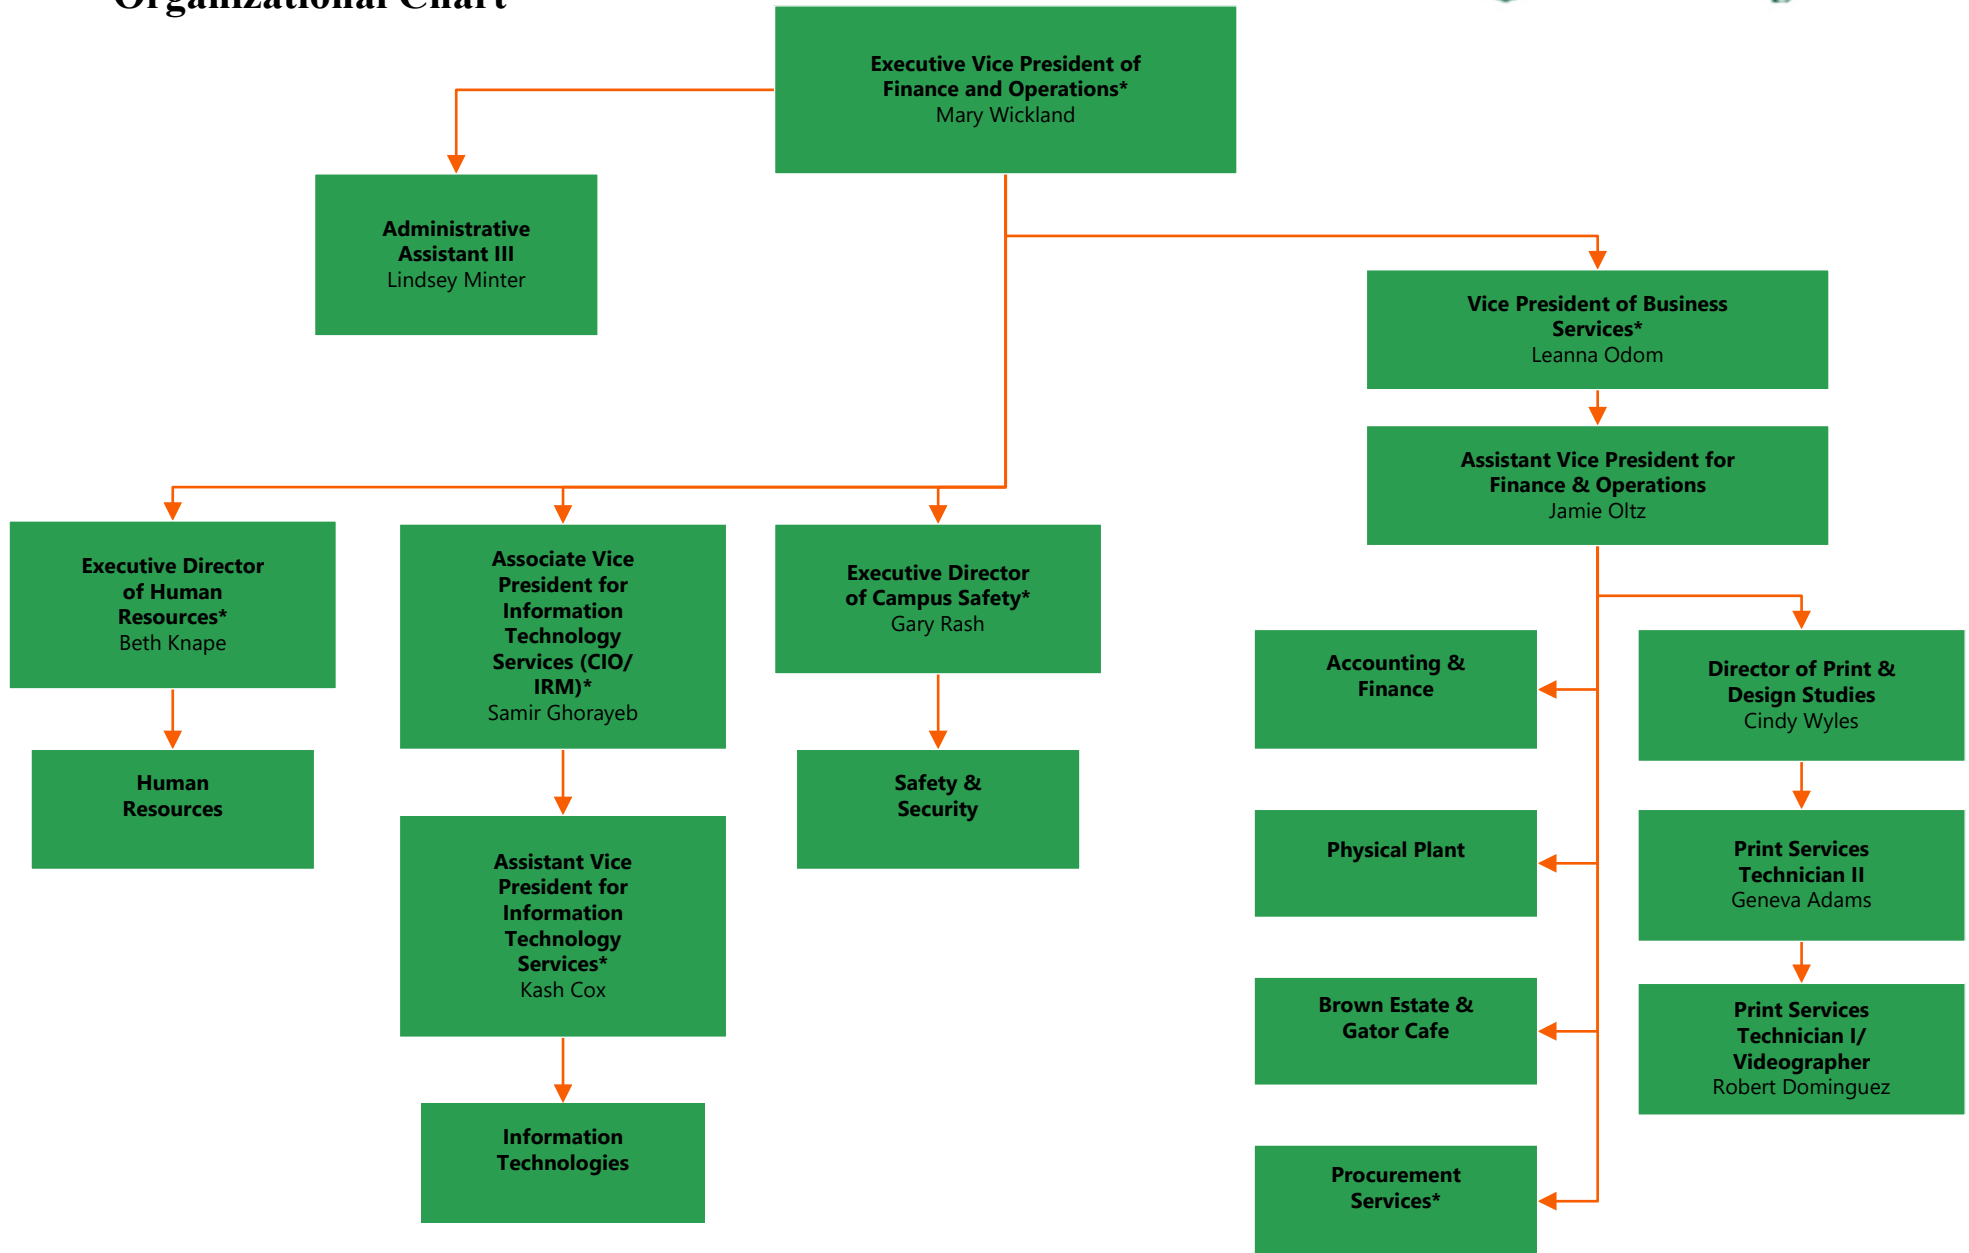 Organizational Chart
Executive Vice President of
Finance and Operations*
Mary Wickland
Administrative
Assistant III
Lindsey Minter
Vice President of Business
Services*
Leanna Odom
Assistant Vice President for
Finance & Operations
Jamie Oltz
Executive Director
of Human
Resources*
Beth Knape
Associate Vice
President for
Information
Technology
Services (CIO/
IRM)*
Samir Ghorayeb
Executive Director
of Campus Safety*
Gary Rash
Human
Resources
Assistant Vice
President for
Information
Technology
Services*
Kash Cox
Safety &
Security
Information
Technologies
Accounting &
Finance
Physical Plant
Brown Estate &
Gator Cafe
Procurement
Services*
Director of Print &
Design Studies
Cindy Wyles
Print Services
Technician II
Geneva Adams
Print Services
Technician I/
Videographer
Robert Dominguez